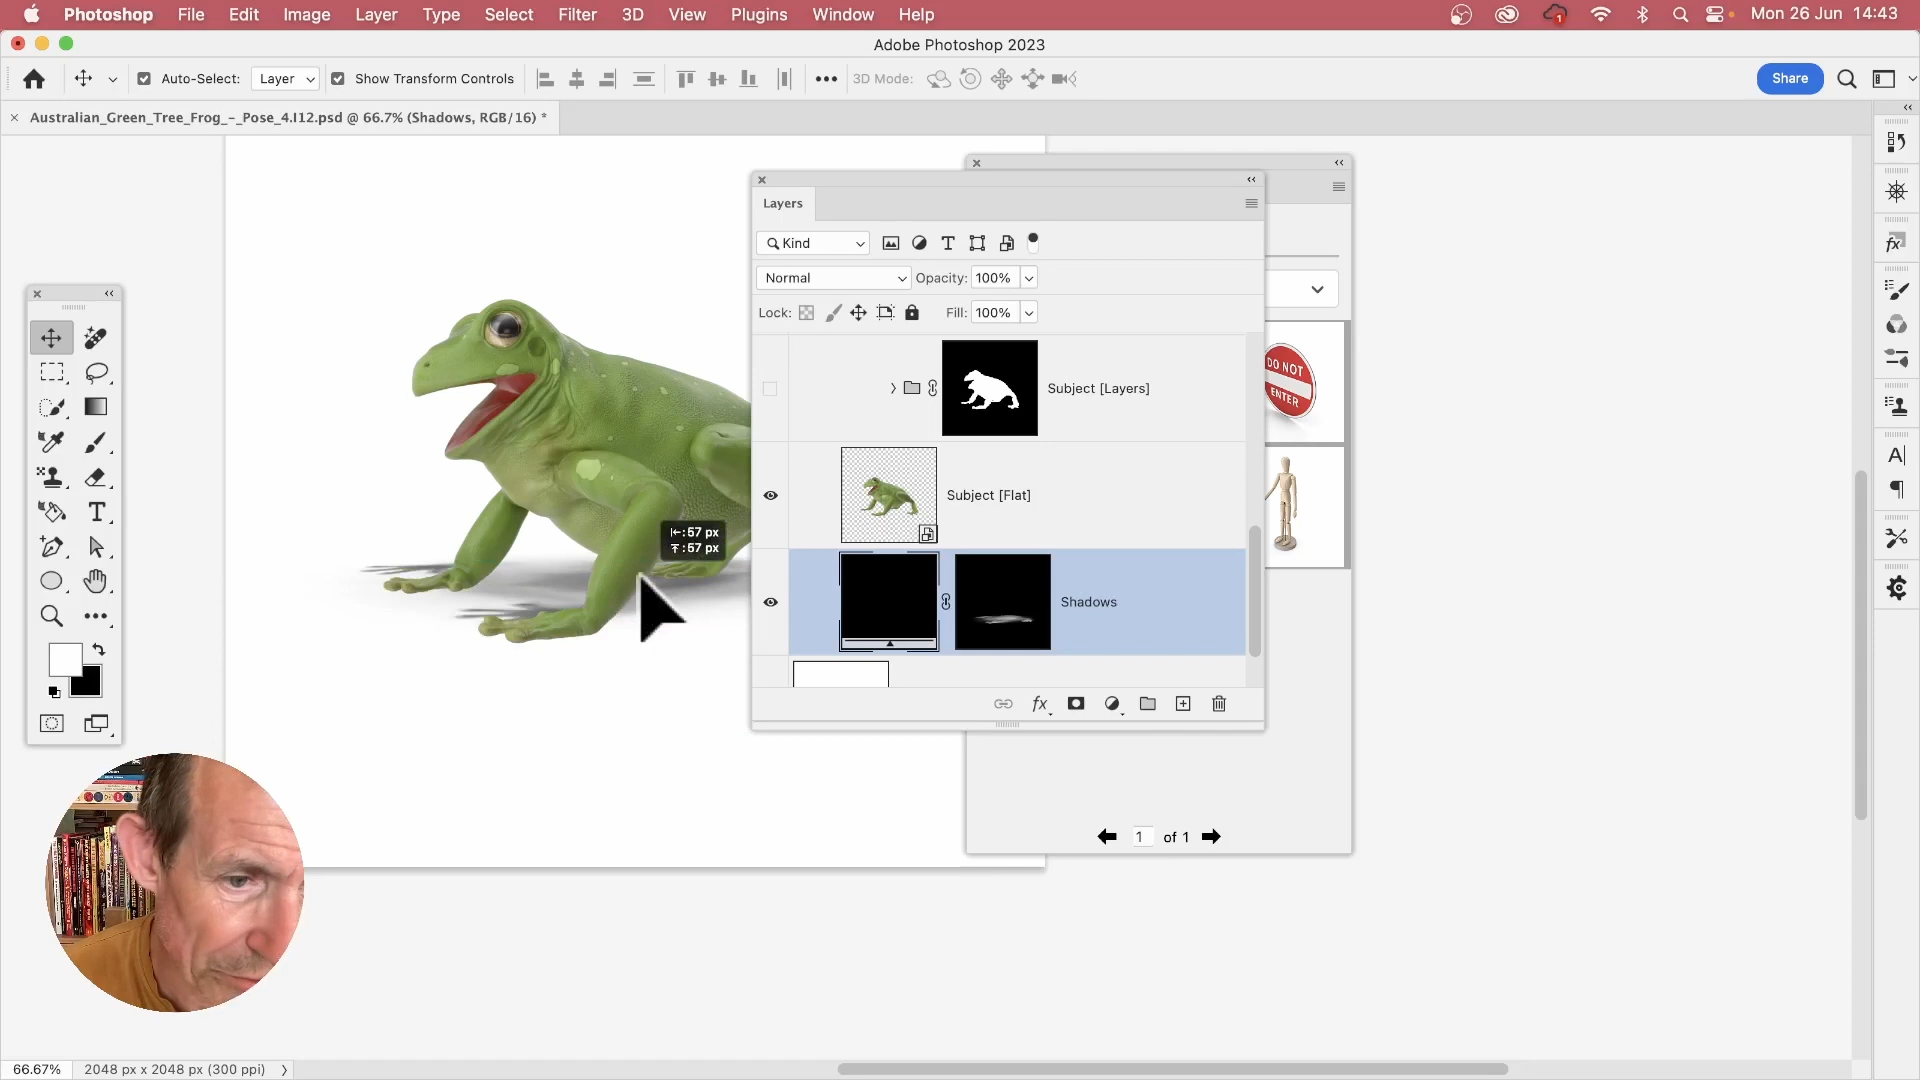 Photoshop File Edit Image Layer Type Select Filter 3D View Plugins Window Help 1 Mon 26 Jun 14:43
Adobe Photoshop 2023
Auto-Select: Layer Show Transform Controls 3D Mode: Share
Australian_Green_Tree_Frog_-_Pose_4.I12.psd @ 66.7% (Shadows, RGB/16) *
Layers
Kind
Normal Opacity: 100%
Lock: Fill: 100%
Subject [Layers]
DO NOT
ENTER
Subject [Flat]
57 px
57 px
Shadows
1 of 1
66.67% 2048 px x 2048 px (300 ppi)